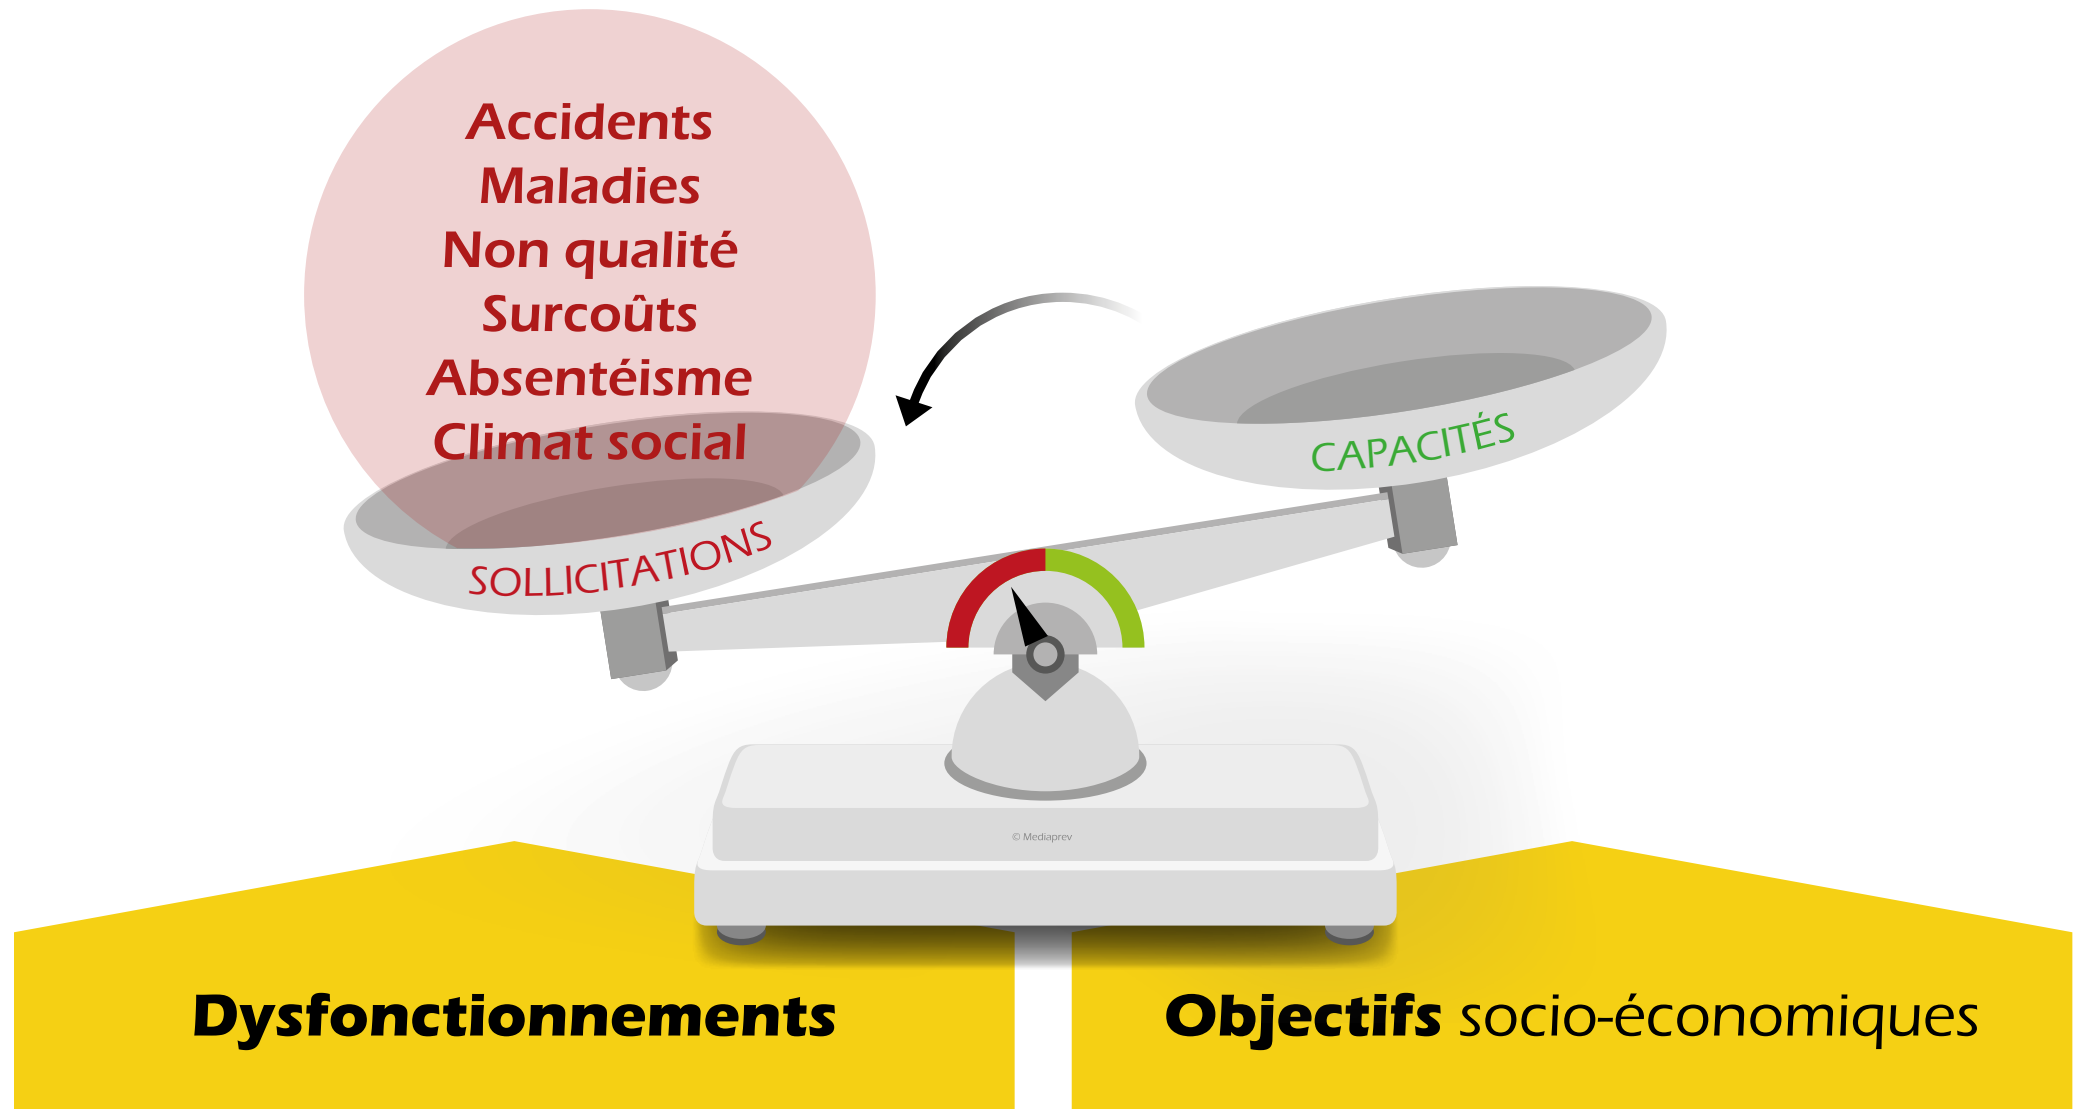 Accidents
Maladies
Non qualité
Surcoûts
Absentéisme
Climat social
SOLLICITATIONS
CAPACITÉS
© Mediaprev
Dysfonctionnements
Objectifs socio-économiques